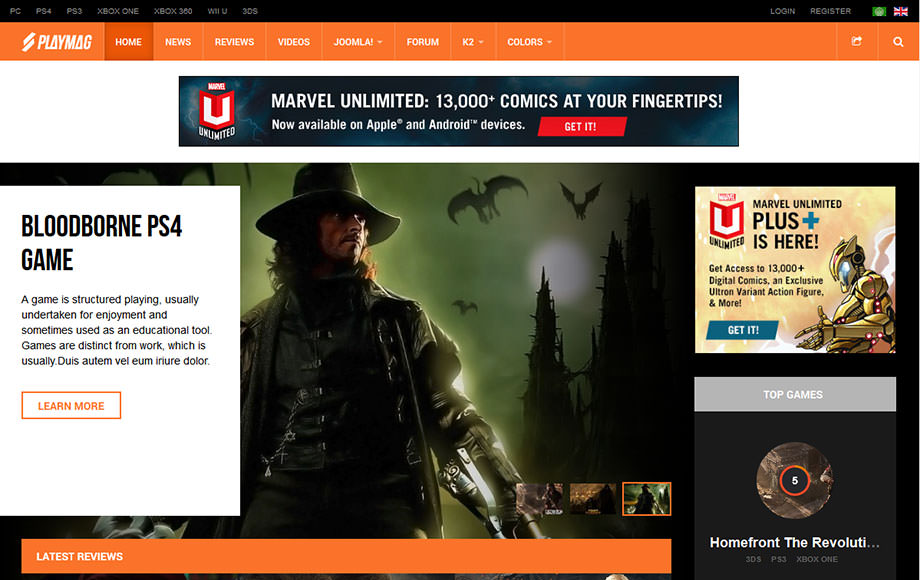 PC PS4 PS3 XBOX ONE XBOX 360 WII U 3DS LOGIN REGISTER
PLAYMAG HOME NEWS REVIEWS VIDEOS JOOMLA! FORUM K2 COLORS
MARVEL
UNLIMITED
MARVEL UNLIMITED: 13,000+ COMICS AT YOUR FINGERTIPS!
Now available on Apple® and Android™ devices. GET IT!
BLOODBORNE PS4
GAME
A game is structured playing, usually
undertaken for enjoyment and
sometimes used as an educational tool.
Games are distinct from work, which is
usually.Duis autem vel eum iriure dolor.
LEARN MORE
MARVEL
UNLIMITED
MARVEL UNLIMITED
PLUS+
IS HERE!
Get Access to 13,000+
Digital Comics, an Exclusive
Ultron Variant Action Figure,
& More!
GET IT!
TOP GAMES
5
Homefront The Revoluti...
3DS PS3 XBOX ONE
LATEST REVIEWS